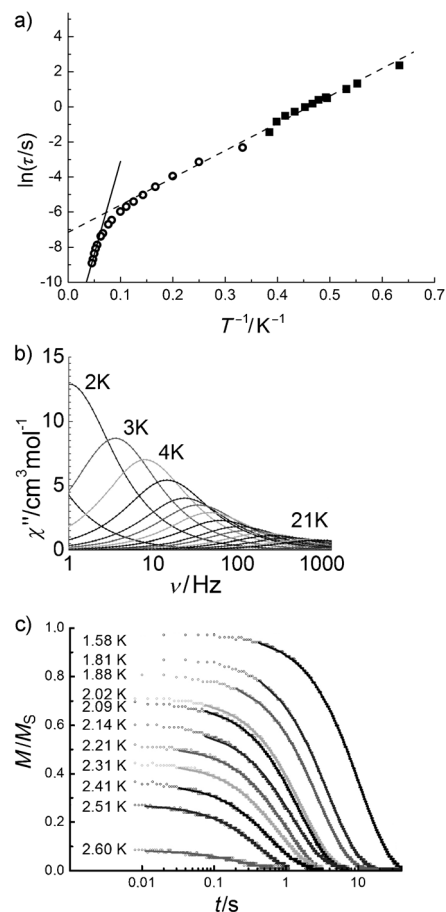 a)
5
4
2
0
-2
-4
-6
-8
-10
ln(τ/s)
0.0 0.1 0.2 0.3 0.4 0.5 0.6 0.7
T⁻¹/K⁻¹
b)
15
10
5
0
χ''/cm³mol⁻¹
2K
3K
4K
21K
1 10 100 1000
ν/Hz
c)
1.0
0.8
0.6
0.4
0.2
0.0
M/MS
1.58 K
1.81 K
1.88 K
2.02 K
2.09 K
2.14 K
2.21 K
2.31 K
2.41 K
2.51 K
2.60 K
0.01 0.1 1 10
t/s